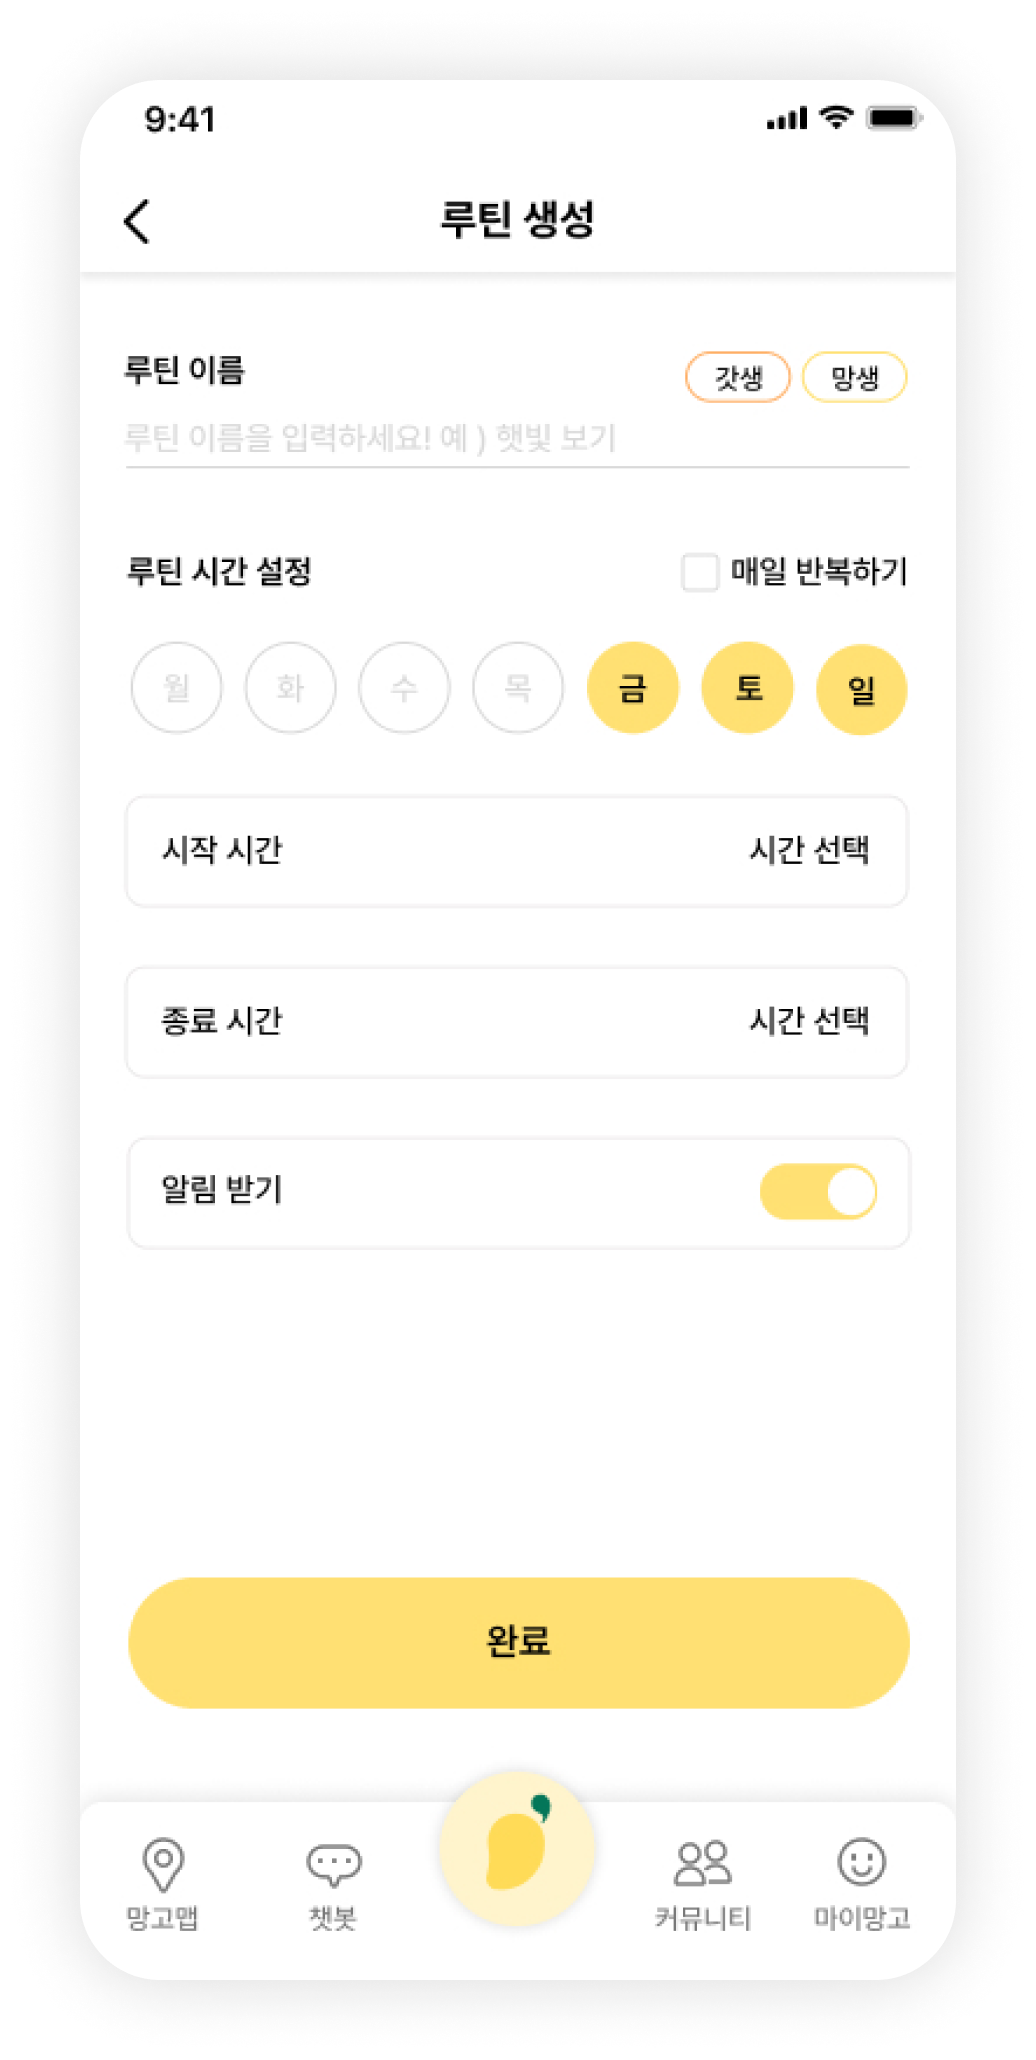 9:41
루틴 생성
루틴 이름
갓생 망생
루틴 이름을 입력하세요! 예 ) 햇빛 보기
루틴 시간 설정
매일 반복하기
월 화 수 목 금 토 일
시작 시간 시간 선택
종료 시간 시간 선택
알림 받기
완료
망고맵 챗봇 커뮤니티 마이망고